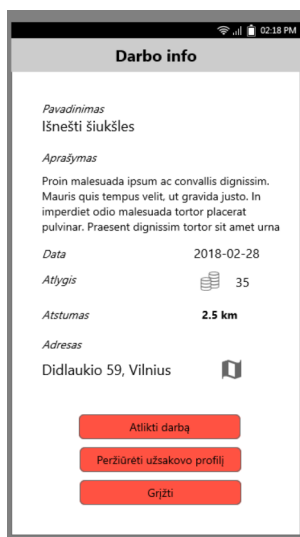 02:18 PM
Darbo info
Pavadinimas
Išnešti šiukšles
Aprašymas
Proin malesuada ipsum ac convallis dignissim.
Mauris quis tempus velit, ut gravida justo. In
imperdiet odio malesuada tortor placerat
pulvinar. Praesent dignissim tortor sit amet urna
Data 2018-02-28
Atlygis 35
Atstumas 2.5 km
Adresas
Didlaukio 59, Vilnius
Atlikti darbą
Peržiūrėti užsakovo profilį
Grįžti